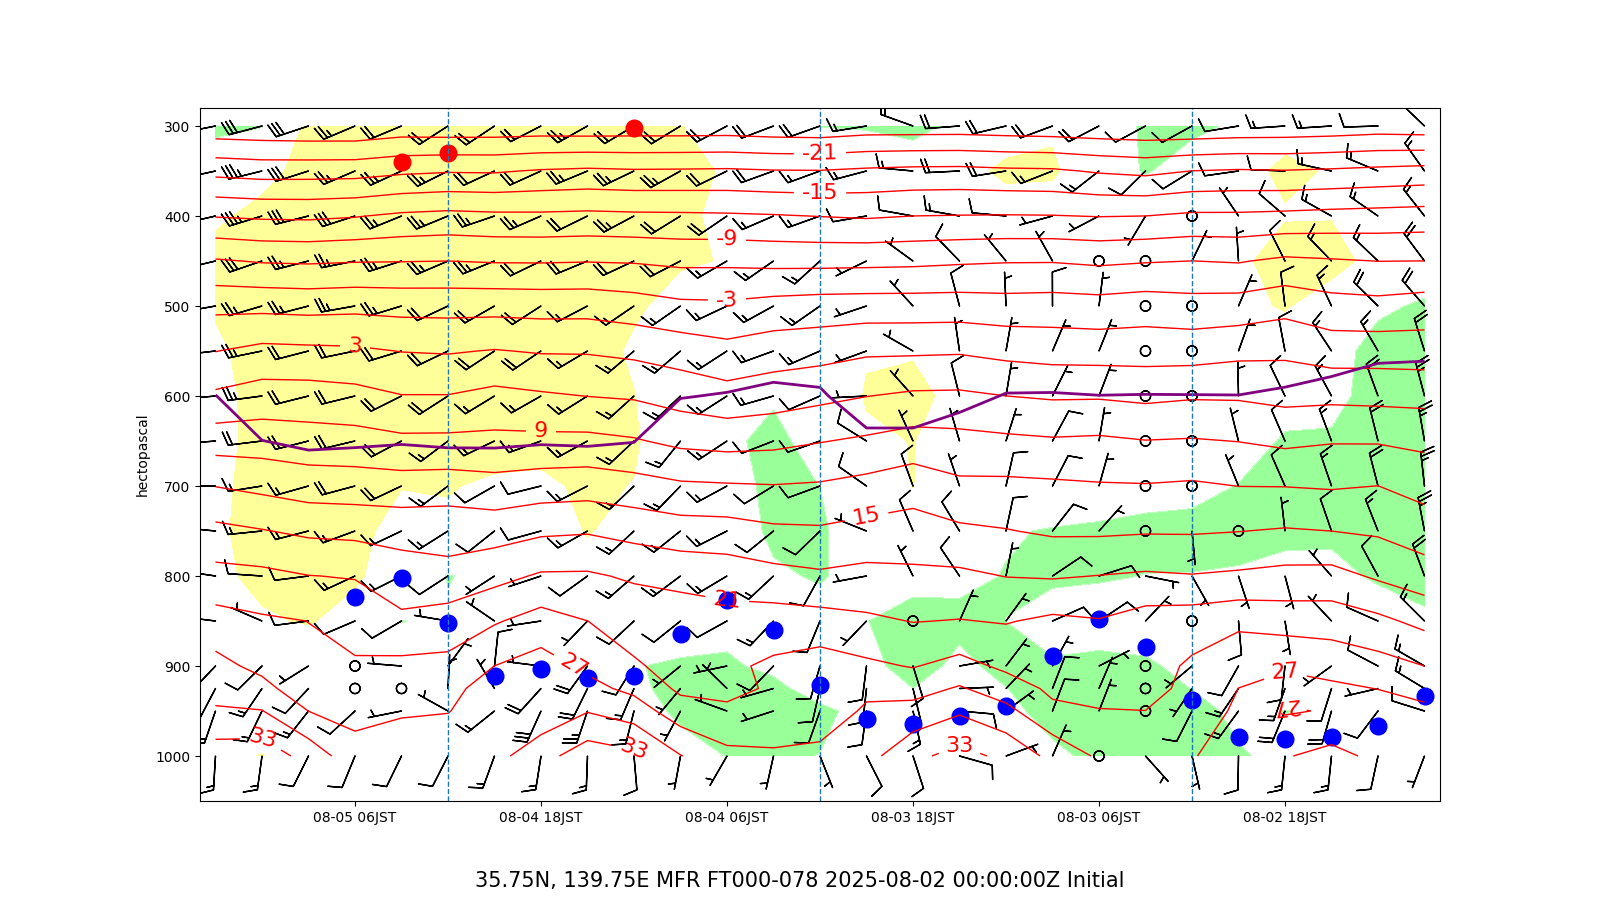 hectopascal
300
400
500
600
700
800
900
1000
-21
-15
-9
-3
3
9
15
21
27
27
27
33
33
33
08-05 06JST
08-04 18JST
08-04 06JST
08-03 18JST
08-03 06JST
08-02 18JST
35.75N, 139.75E MFR FT000-078 2025-08-02 00:00:00Z Initial